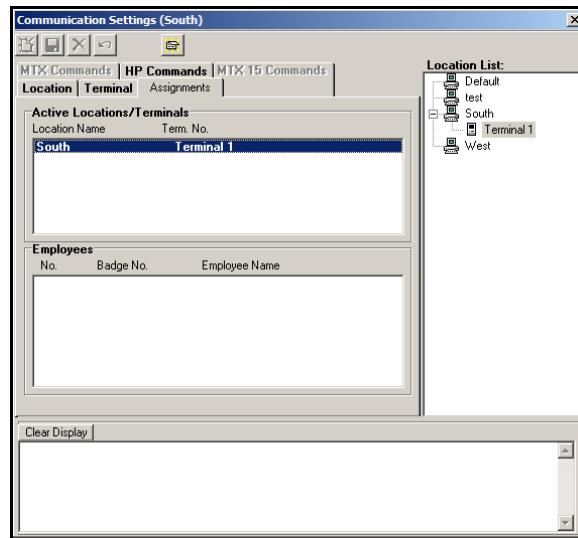 Communication Settings (South)
MTX Commands HP Commands MTX 15 Commands
Location Terminal Assignments
Active Locations/Terminals
Location Name Term. No.
South Terminal 1
Employees
No. Badge No. Employee Name
Location List:
Default
test
South
Terminal 1
West
Clear Display